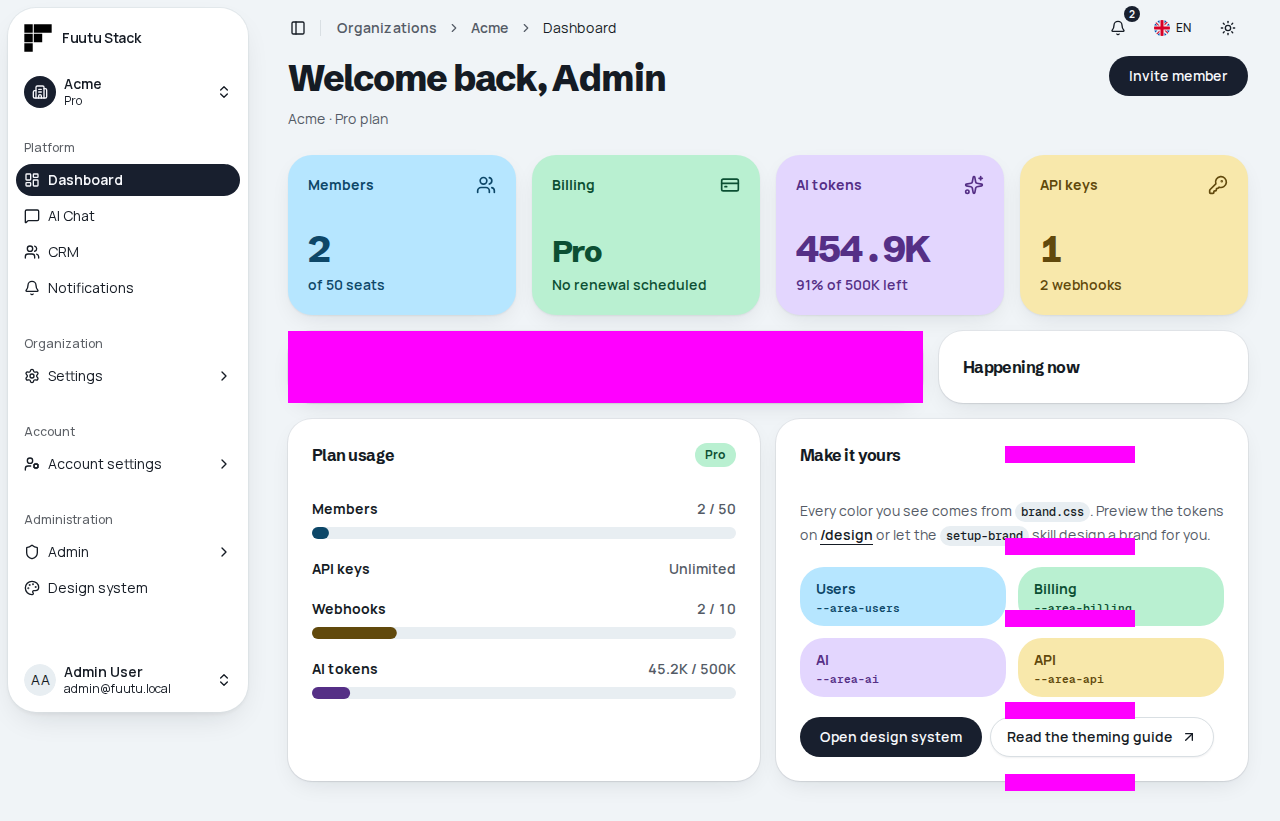 Fuutu Stack
Acme
Pro
Platform
Dashboard
AI Chat
CRM
Notifications
Organization
Settings
Account
Account settings
Administration
Admin
Design system
AA
Admin User
admin@fuutu.local
Organizations
Acme
Dashboard
2
EN
Welcome back, Admin
Invite member
Acme · Pro plan
Members
2
of 50 seats
Billing
Pro
No renewal scheduled
AI tokens
454.9K
91% of 500K left
API keys
1
2 webhooks
Happening now
Plan usage
Pro
Members
2 / 50
API keys
Unlimited
Webhooks
2 / 10
AI tokens
45.2K / 500K
Make it yours
Every color you see comes from brand.css. Preview the tokens
on /design or let the setup-brand skill design a brand for you.
Users
--area-users
Billing
--area-billing
AI
--area-ai
API
--area-api
Open design system
Read the theming guide